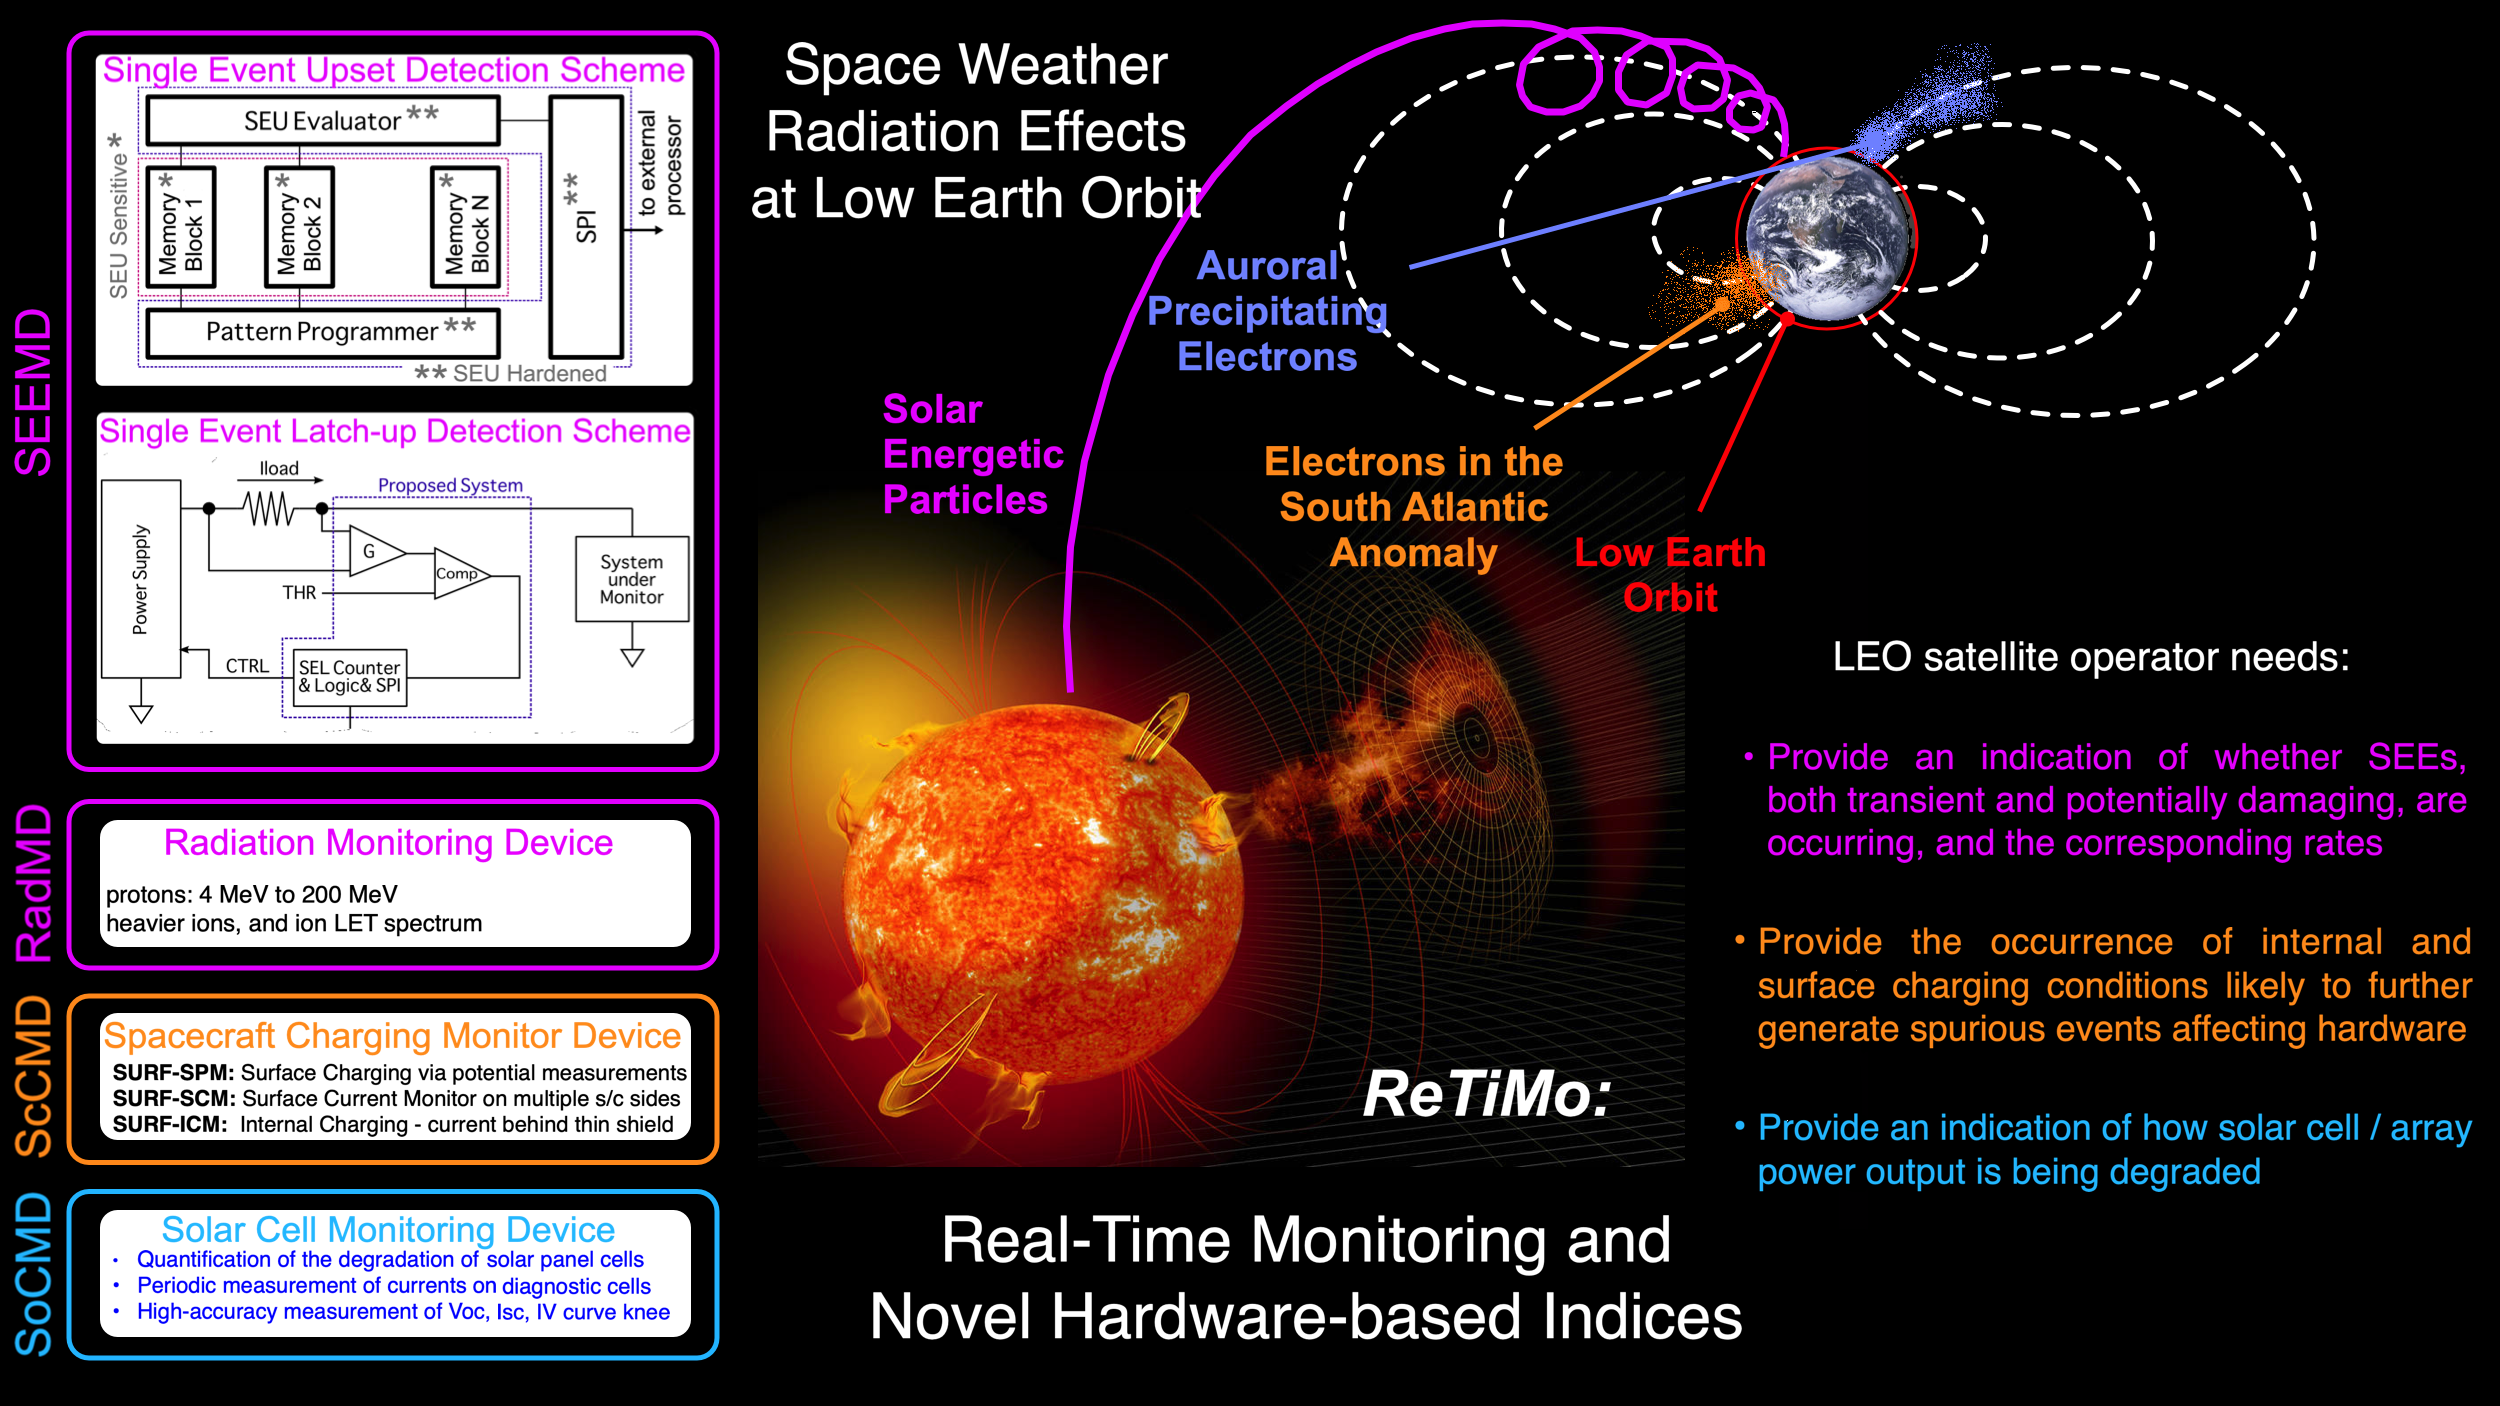 SEEMD
Single Event Upset Detection Scheme
SEU Sensitive *
SEU Evaluator **
Memory Block 1 *
Memory Block 2 *
Memory Block N *
SPI **
to external
processor
Pattern Programmer **
** SEU Hardened
Single Event Latch-up Detection Scheme
Iload
Proposed System
Power Supply
G
Comp
THR
System
under
Monitor
CTRL
SEL Counter
& Logic& SPI
RadMD
Radiation Monitoring Device
protons: 4 MeV to 200 MeV
heavier ions, and ion LET spectrum
ScCMD
Spacecraft Charging Monitor Device
SURF-SPM: Surface Charging via potential measurements
SURF-SCM: Surface Current Monitor on multiple s/c sides
SURF-ICM: Internal Charging - current behind thin shield
SoCMD
Solar Cell Monitoring Device
• Quantification of the degradation of solar panel cells
• Periodic measurement of currents on diagnostic cells
• High-accuracy measurement of Voc, Isc, IV curve knee
Space Weather
Radiation Effects
at Low Earth Orbit
Auroral
Precipitating
Electrons
Solar
Energetic
Particles
Electrons in the
South Atlantic
Anomaly
Low Earth
Orbit
ReTiMo:
Real-Time Monitoring and
Novel Hardware-based Indices
LEO satellite operator needs:
• Provide an indication of whether SEEs,
both transient and potentially damaging, are
occurring, and the corresponding rates
• Provide the occurrence of internal and
surface charging conditions likely to further
generate spurious events affecting hardware
• Provide an indication of how solar cell / array
power output is being degraded